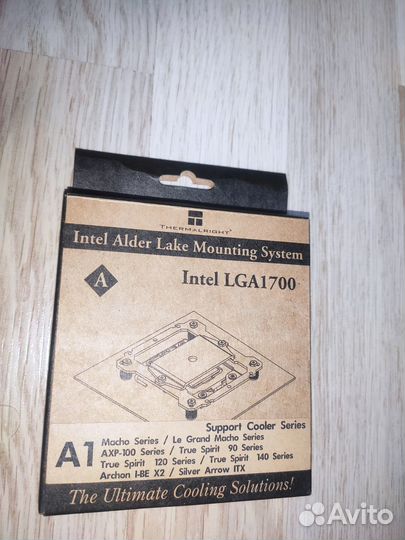 THERMALRIGHT
Intel Alder Lake Mounting System
A
Intel LGA1700
Support Cooler Series
A1
Macho Series / Le Grand Macho Series
AXP-100 Series / True Spirit 90 Series
True Spirit 120 Series / True Spirit 140 Series
Archon I-BE X2 / Silver Arrow ITX
The Ultimate Cooling Solutions!
Avito